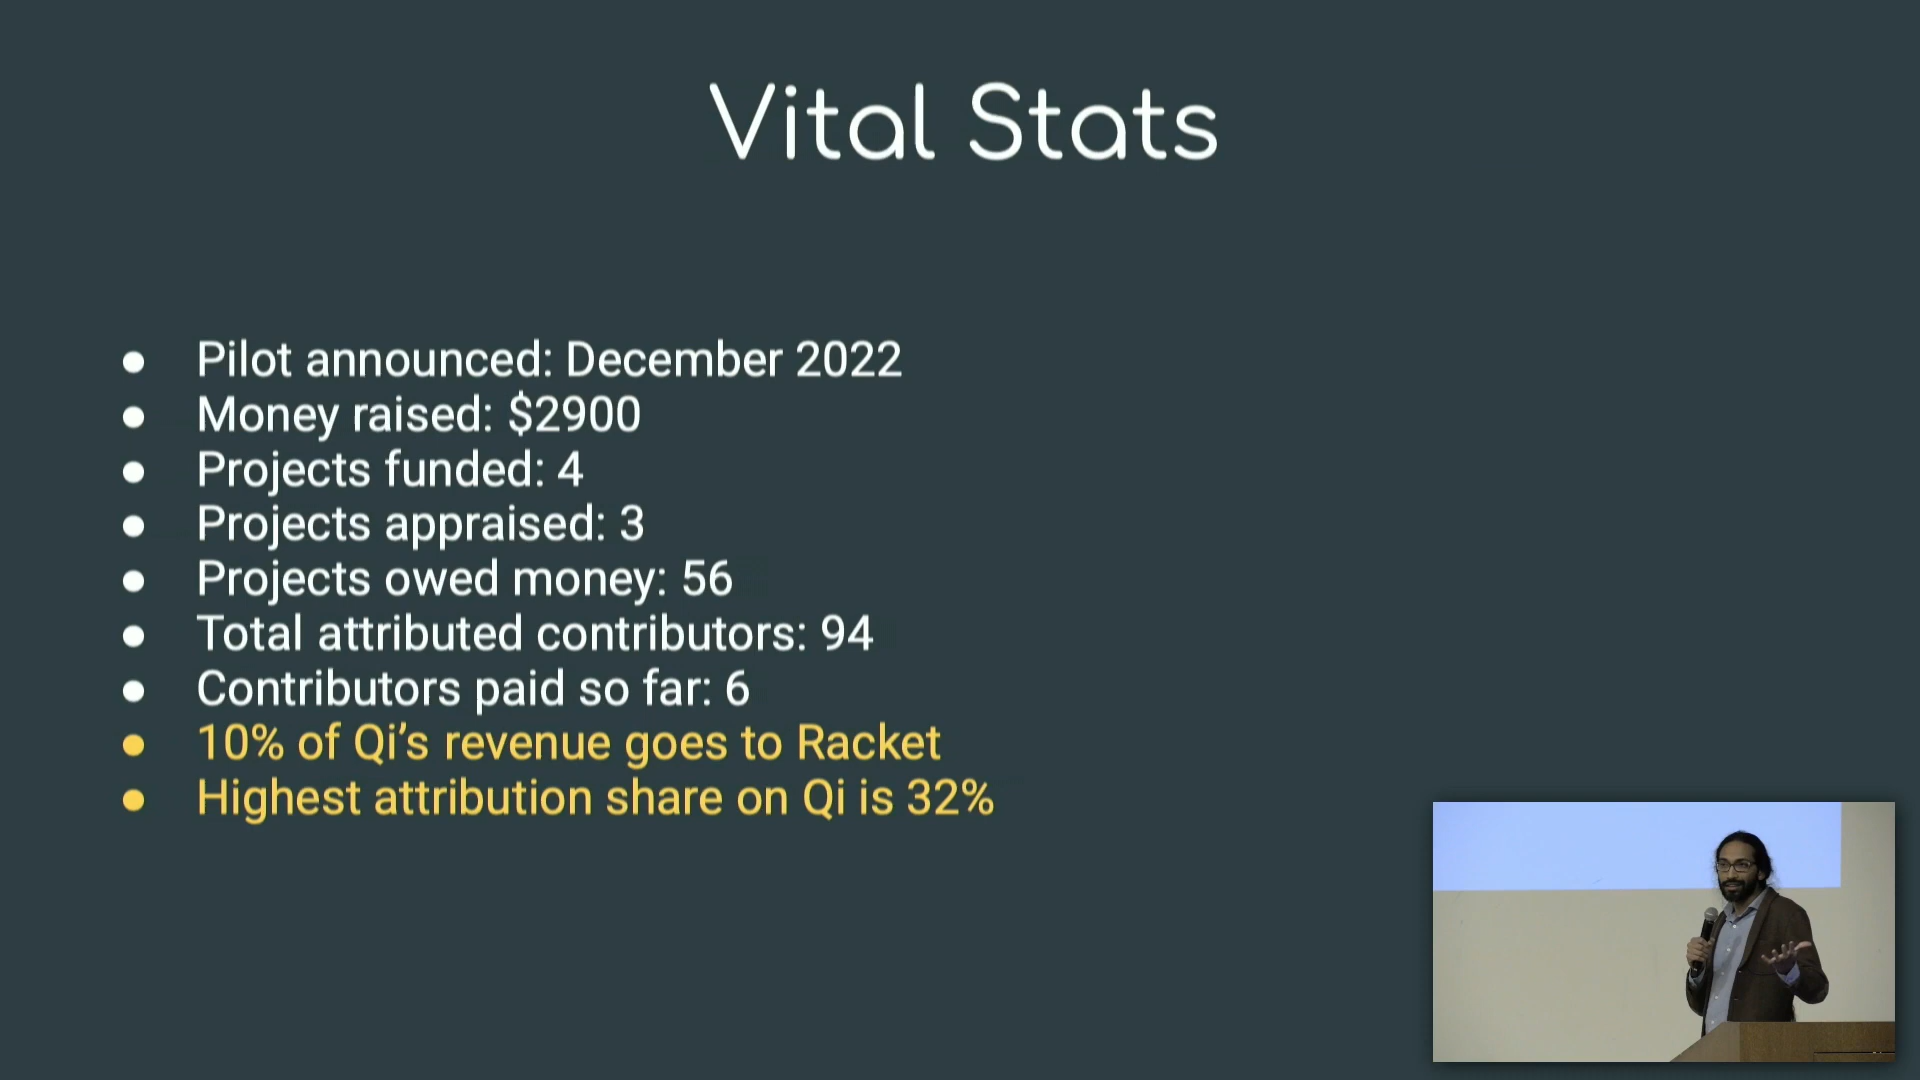 Vital Stats
● Pilot announced: December 2022
● Money raised: $2900
● Projects funded: 4
● Projects appraised: 3
● Projects owed money: 56
● Total attributed contributors: 94
● Contributors paid so far: 6
● 10% of Qi’s revenue goes to Racket
● Highest attribution share on Qi is 32%